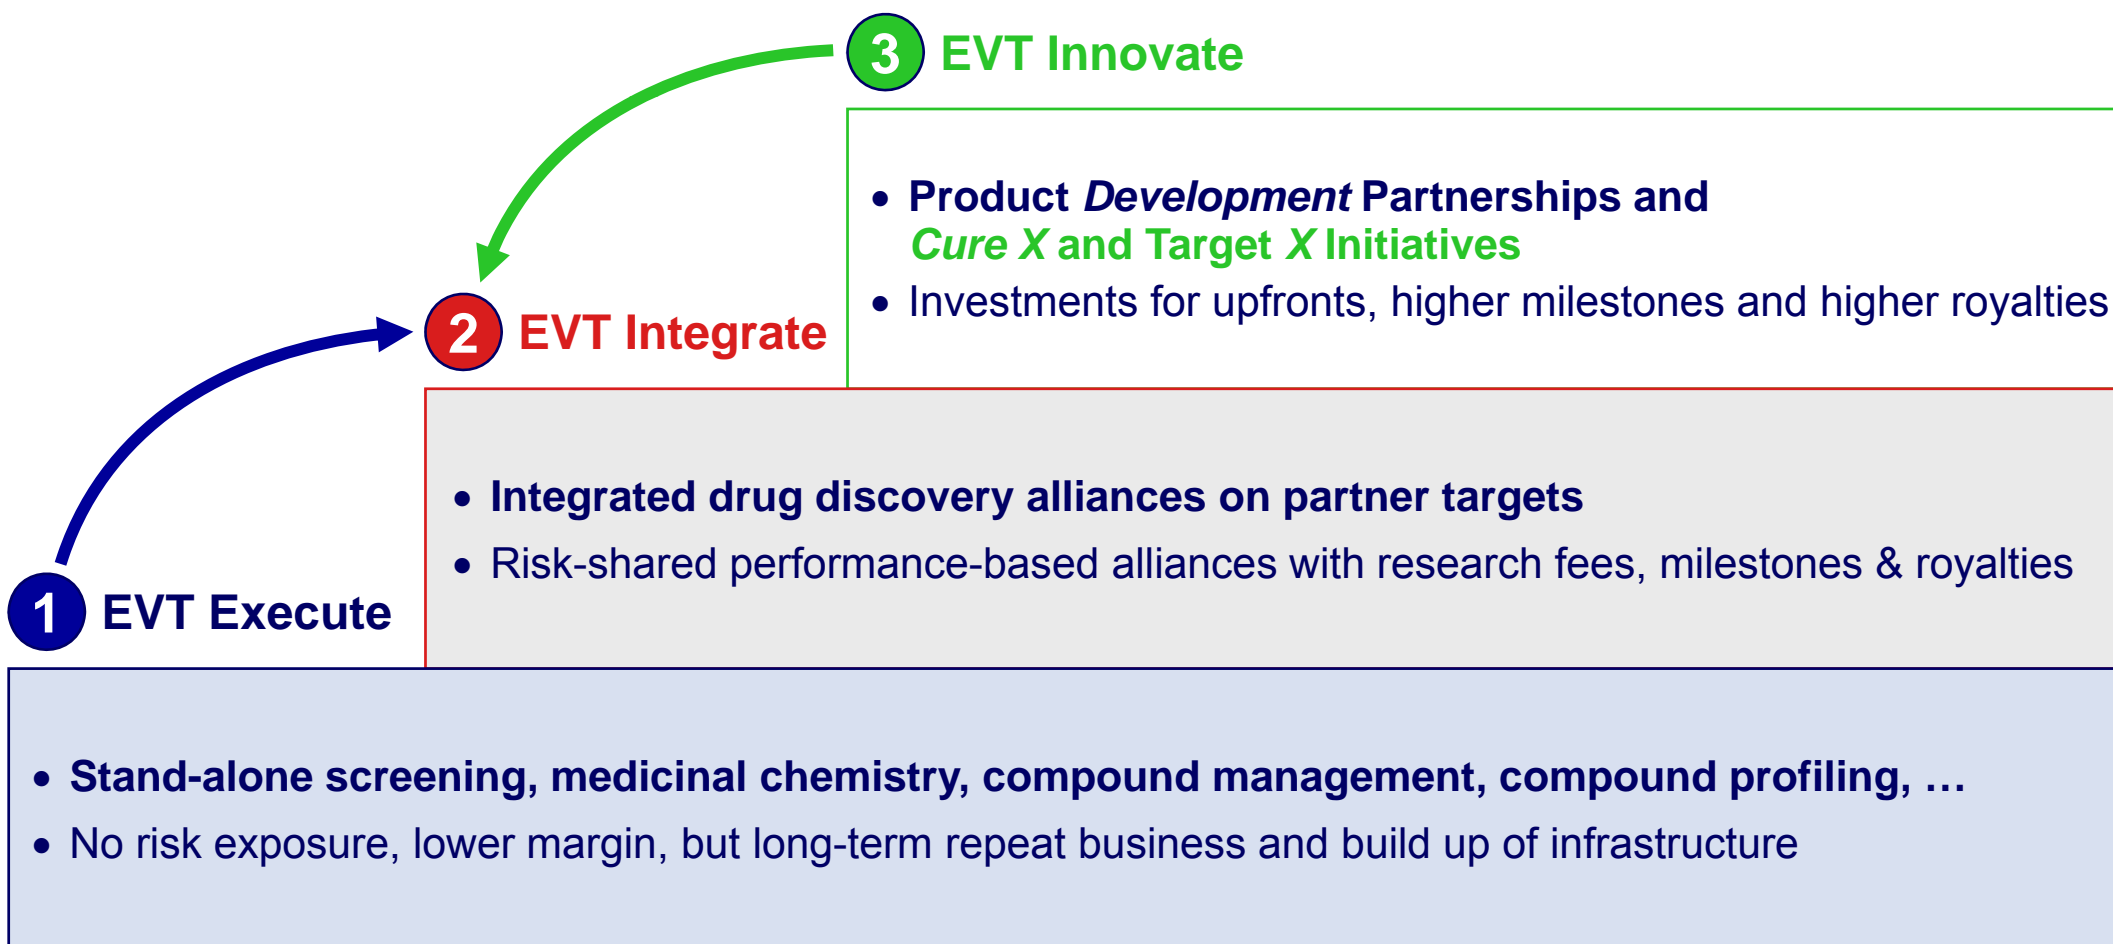 3 EVT Innovate
• Product Development Partnerships and
Cure X and Target X Initiatives
• Investments for upfronts, higher milestones and higher royalties
2 EVT Integrate
• Integrated drug discovery alliances on partner targets
• Risk-shared performance-based alliances with research fees, milestones & royalties
1 EVT Execute
• Stand-alone screening, medicinal chemistry, compound management, compound profiling, …
• No risk exposure, lower margin, but long-term repeat business and build up of infrastructure